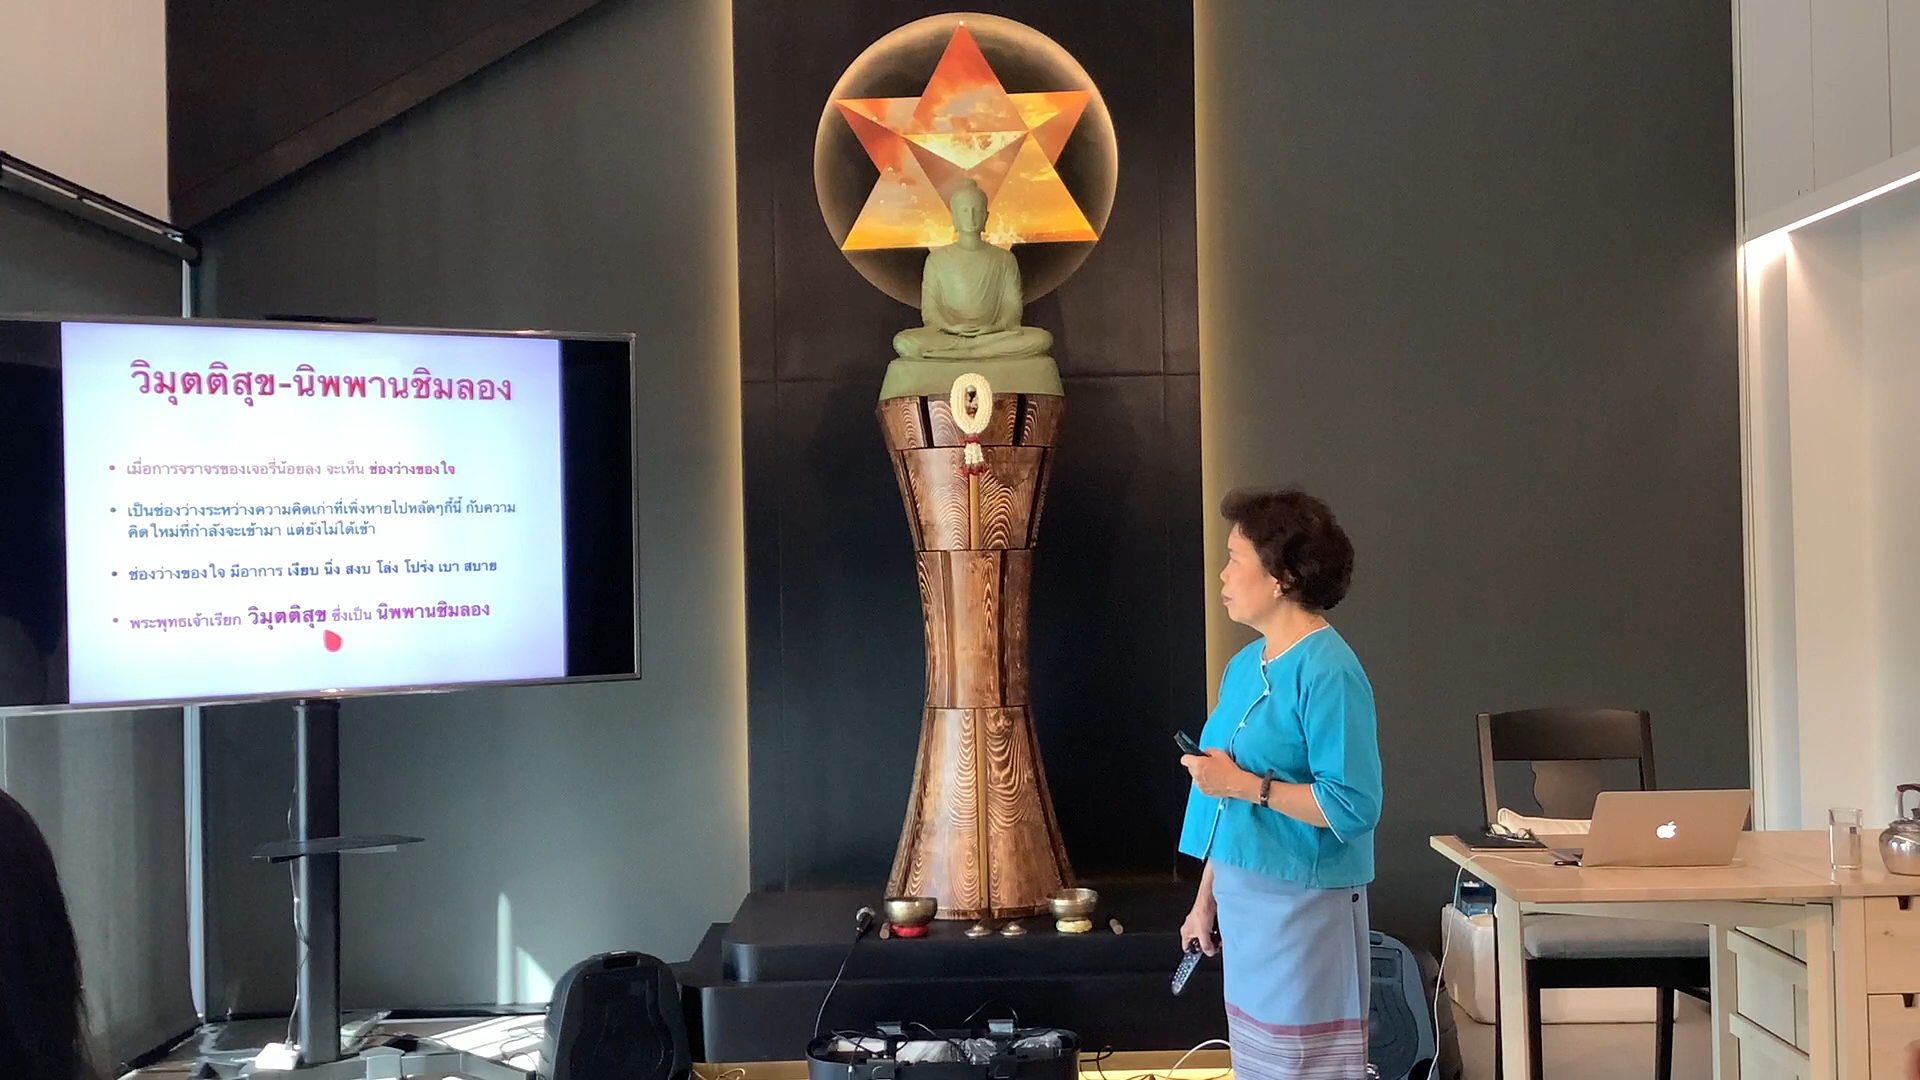 วิมุตติสุข-นิพพานชิมลอง
• เมื่อการจราจรของเจอรี่น้อยลง จะเห็น ช่องว่างของใจ
• เป็นช่องว่างระหว่างความคิดเก่าที่เพิ่งหายไปหลัดๆกี้นี้ กับความ
คิดใหม่ที่กำลังจะเข้ามา แต่ยังไม่ได้เข้า
• ช่องว่างของใจ มีอาการ เงียบ นิ่ง สงบ โล่ง โปร่ง เบา สบาย
• พระพุทธเจ้าเรียก วิมุตติสุข ซึ่งเป็น นิพพานชิมลอง